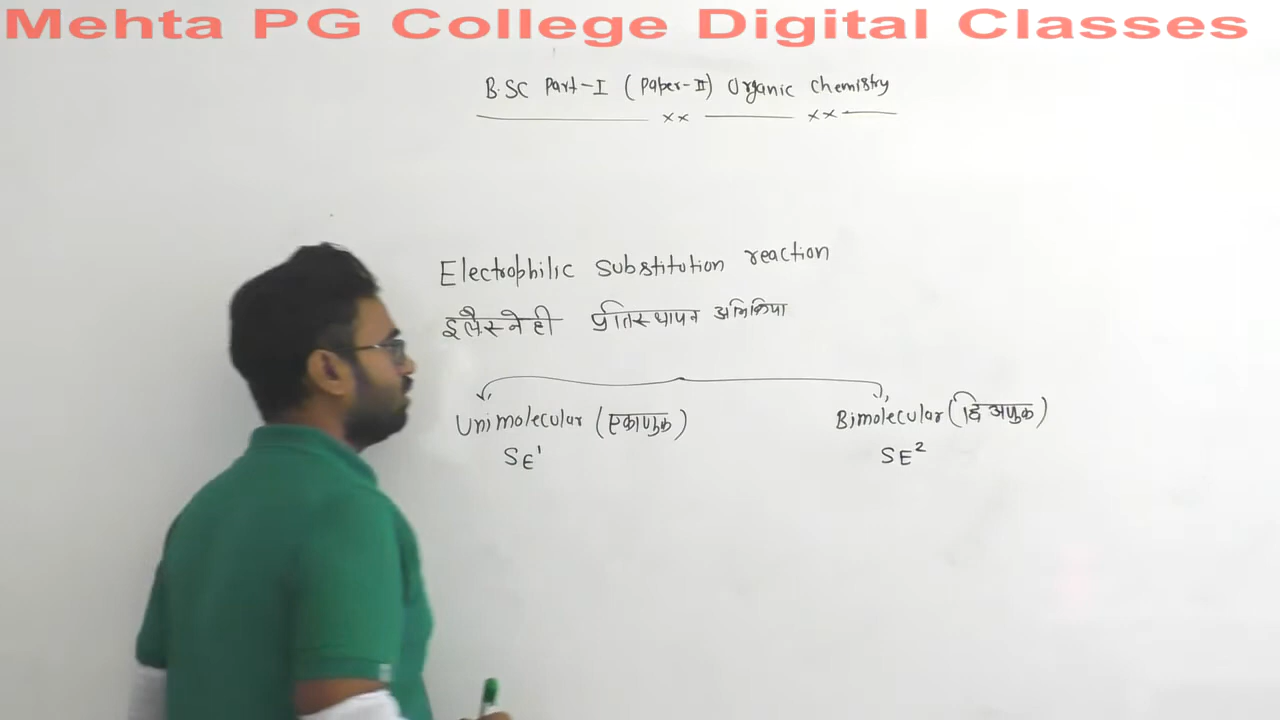 Mehta PG College Digital Classes
B.SC Part-I (Paper-II) Organic Chemistry
Electrophilic Substitution reaction
इलैक्स्नेही प्रतिस्थापन अभिक्रिया
Unimolecular (एकाणुक) Bimolecular (द्विअणुक)
SE¹ SE²